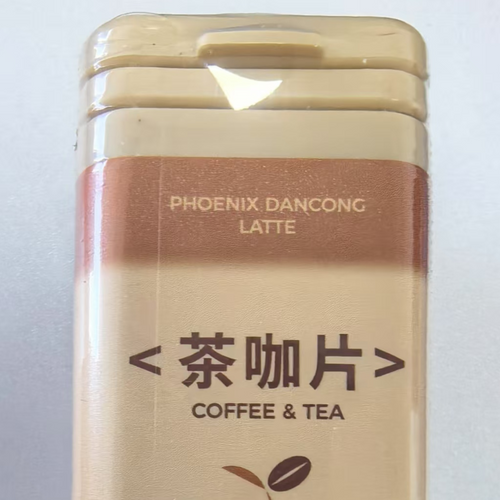 PHOENIX DANCONG
LATTE
<茶咖片>
COFFEE & TEA